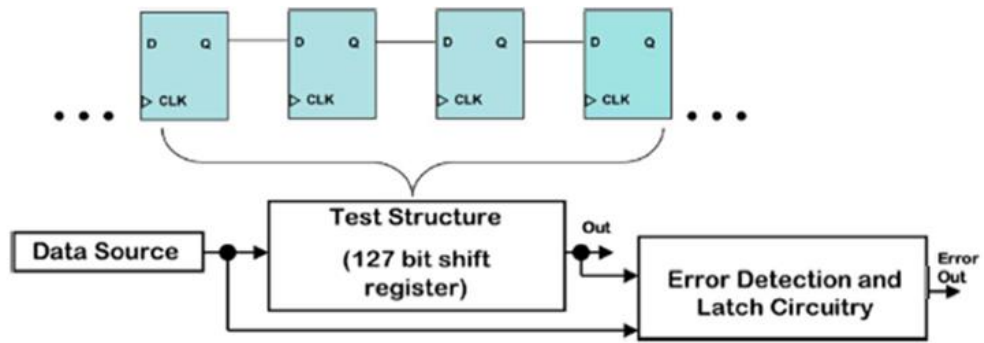 D Q D Q D Q D Q
CLK CLK CLK CLK
Test Structure
(127 bit shift
register)
Data Source
Out
Error Detection and
Latch Circuitry
Error
Out